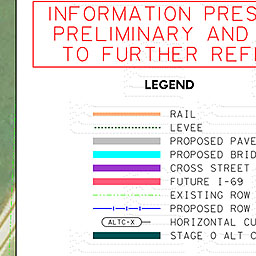 INFORMATION PRES
PRELIMINARY AND
TO FURTHER REF
LEGEND
RAIL
LEVEE
PROPOSED PAVE
PROPOSED BRID
CROSS STREET
FUTURE I-69
EXISTING ROW
PROPOSED ROW
ALTC-X HORIZONTAL CU
STAGE 0 ALT C